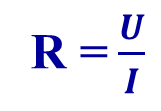 R = U/I